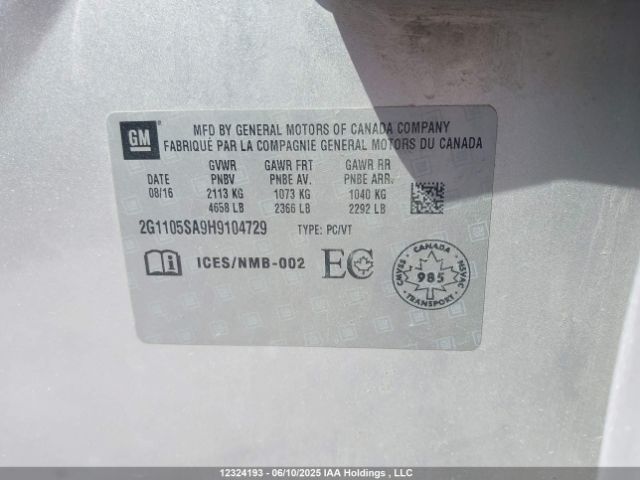 GM
MFD BY GENERAL MOTORS OF CANADA COMPANY
FABRIQUÉ PAR LA COMPAGNIE GENERAL MOTORS DU CANADA
GVWR GAWR FRT GAWR RR
DATE PNBV PNBE AV. PNBE ARR.
08/16 2113 KG 1073 KG 1040 KG
4658 LB 2366 LB 2292 LB
2G1105SA9H9104729 TYPE: PC/VT
ICES/NMB-002 EC
CANADA
CMVSS NSVAC
985
TRANSPORT
12324193 - 06/10/2025 IAA Holdings , LLC